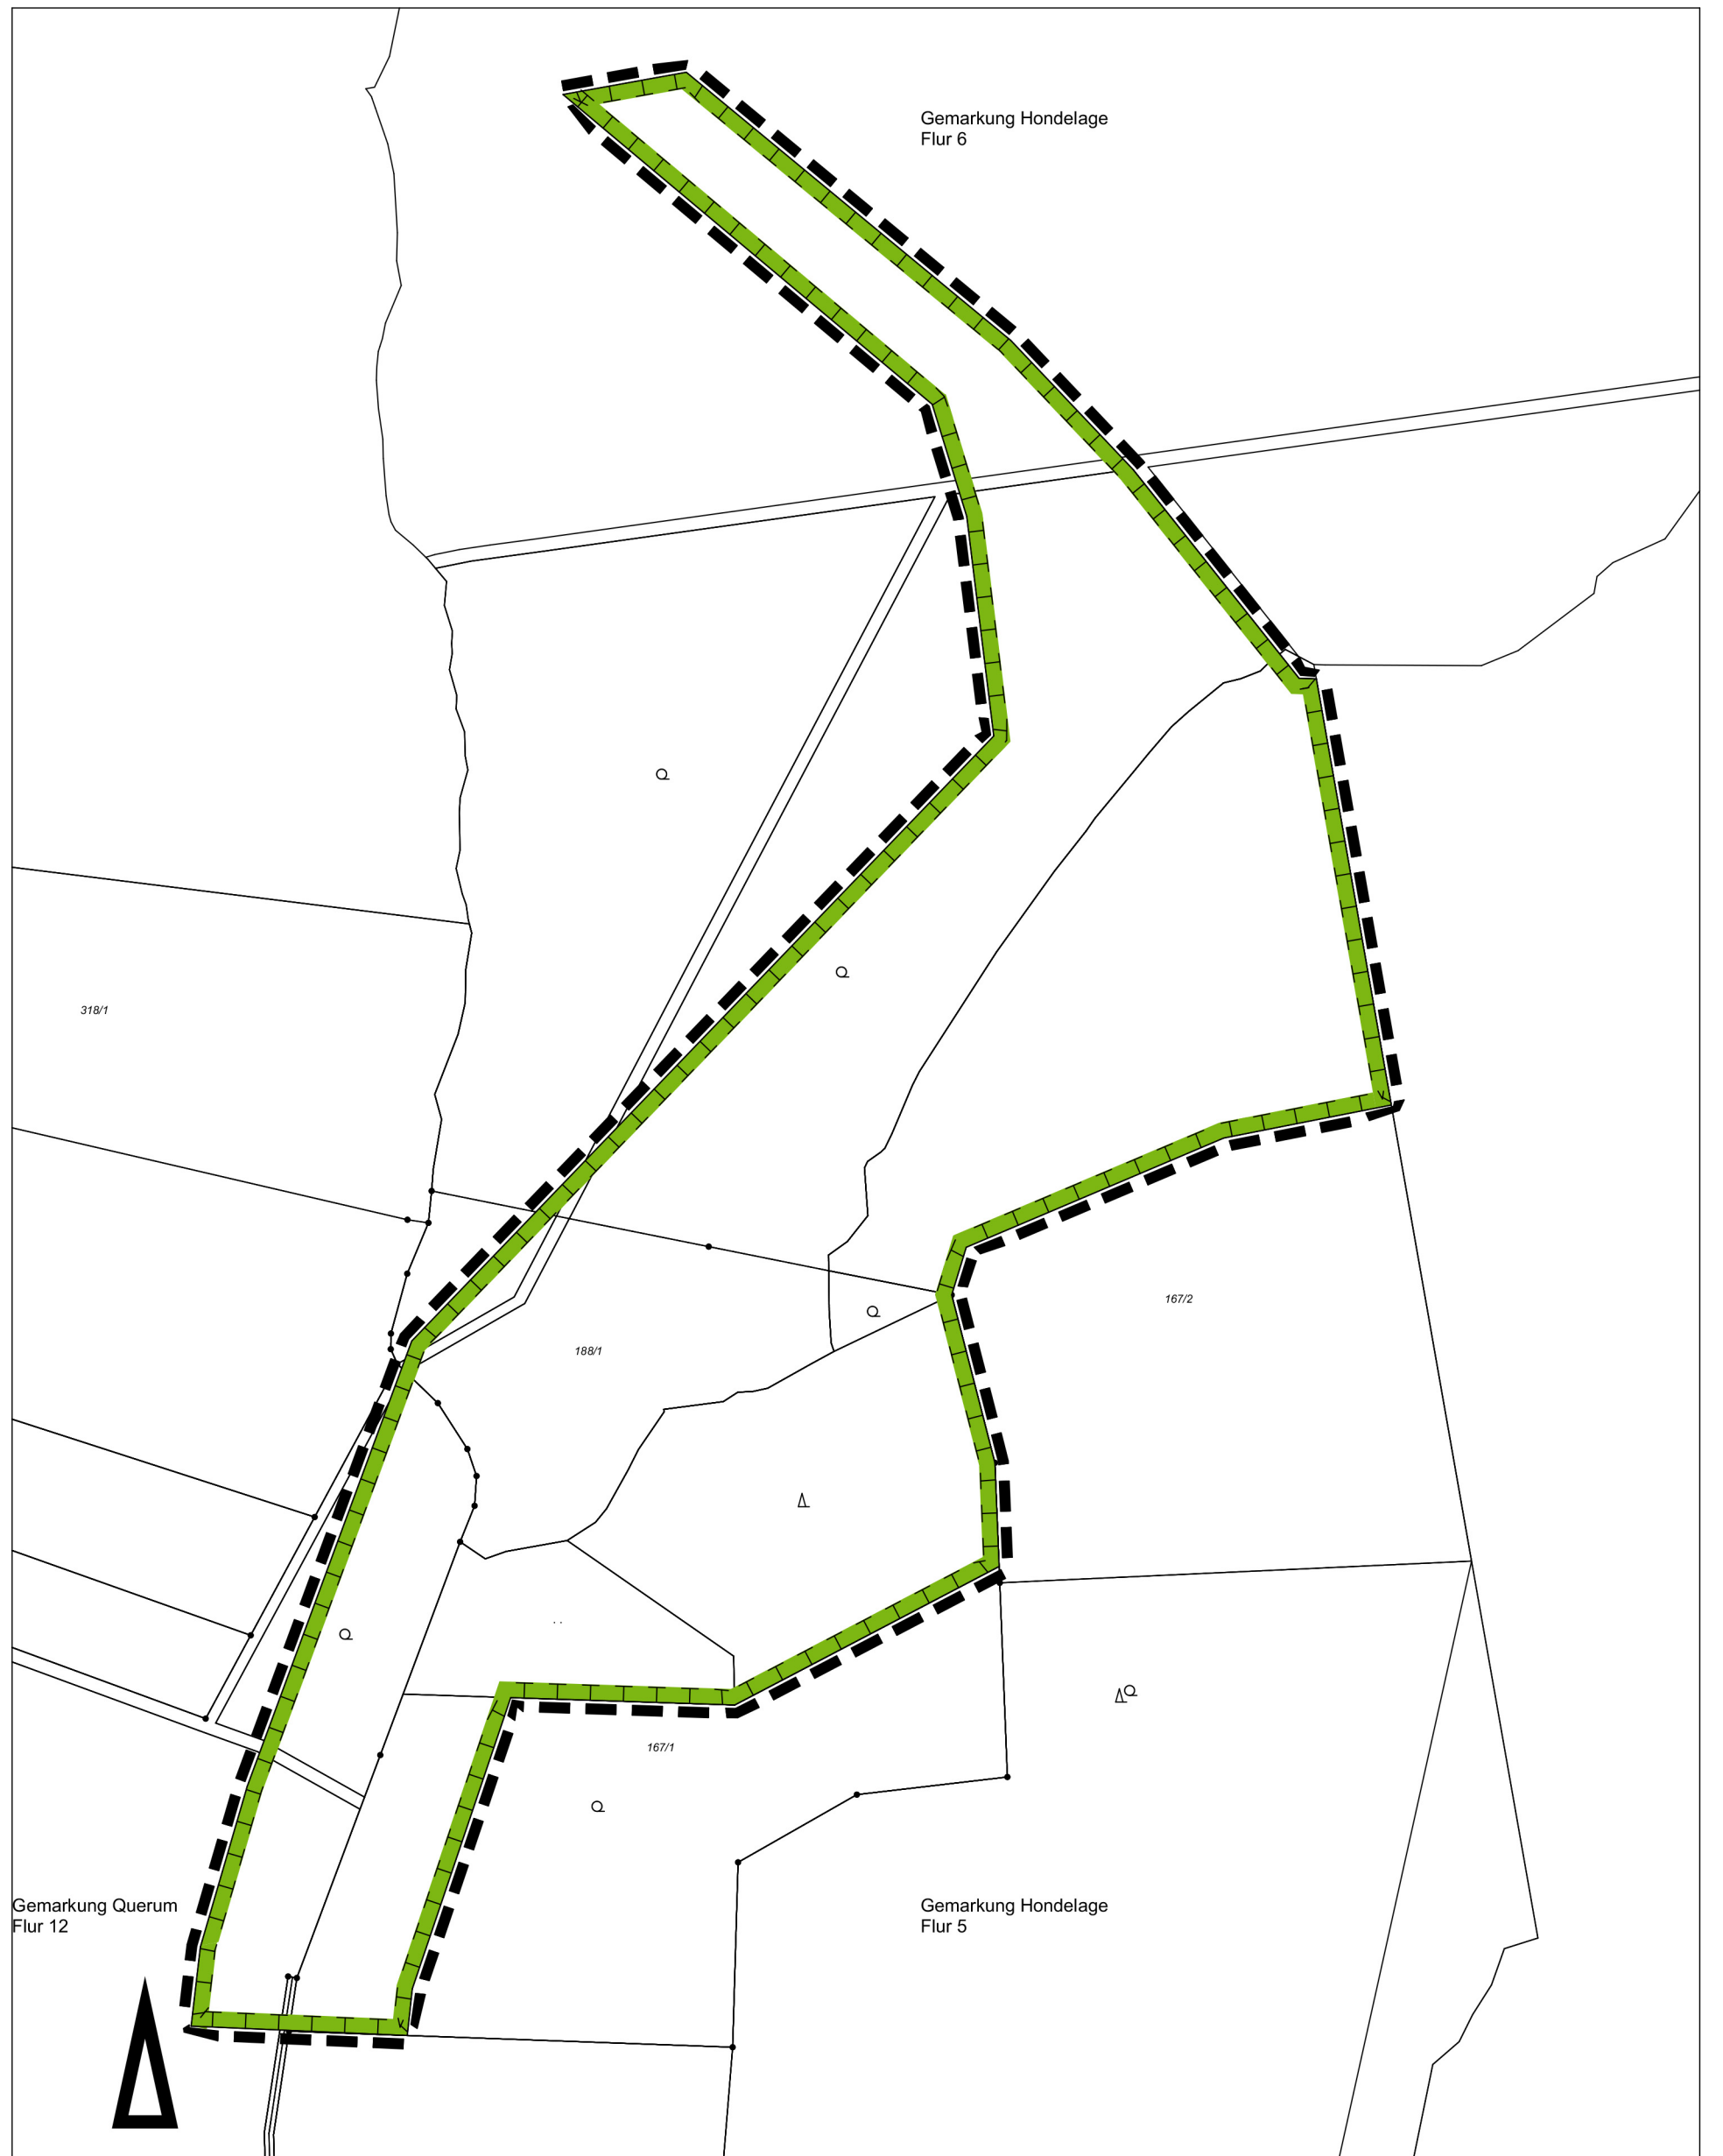 Gemarkung Hondelage
Flur 6
318/1
167/2
188/1
167/1
Gemarkung Querum
Flur 12
Gemarkung Hondelage
Flur 5